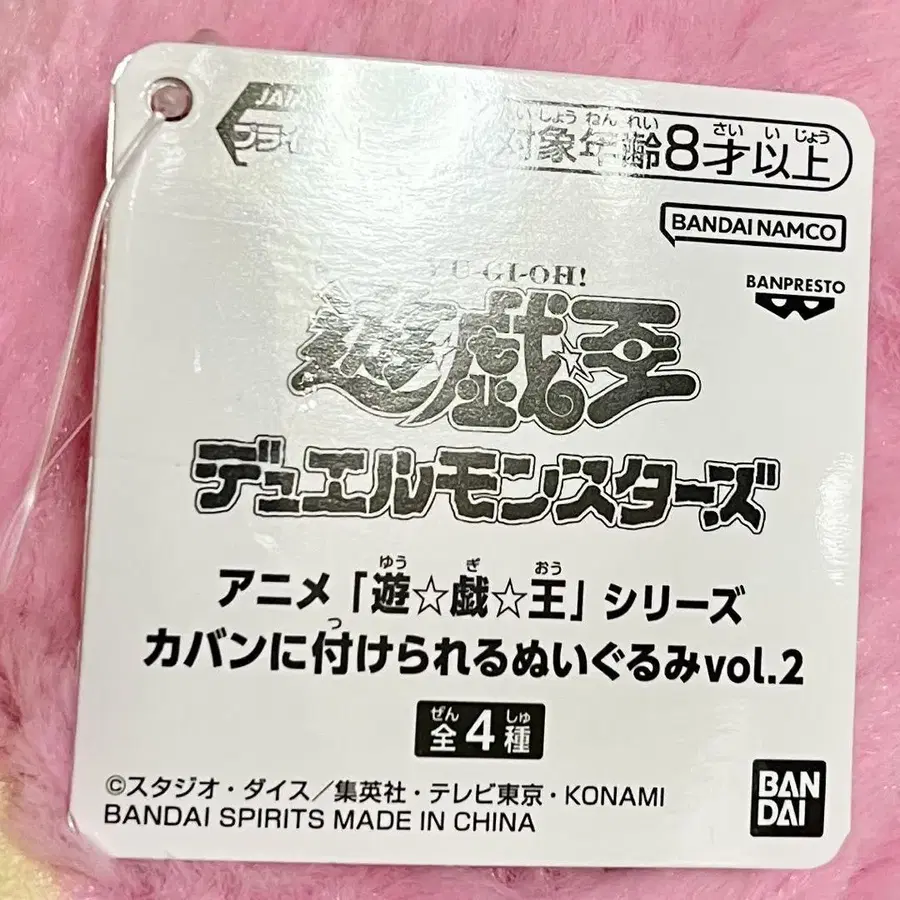 対象年齢8才以上
BANDAI NAMCO
BANPRESTO
YU-GI-OH!
遊☆戯☆王
デュエルモンスターズ
アニメ「遊☆戯☆王」シリーズ
カバンに付けられるぬいぐるみvol.2
全4種
©スタジオ・ダイス/集英社・テレビ東京・KONAMI
BANDAI SPIRITS MADE IN CHINA
BAN
DAI